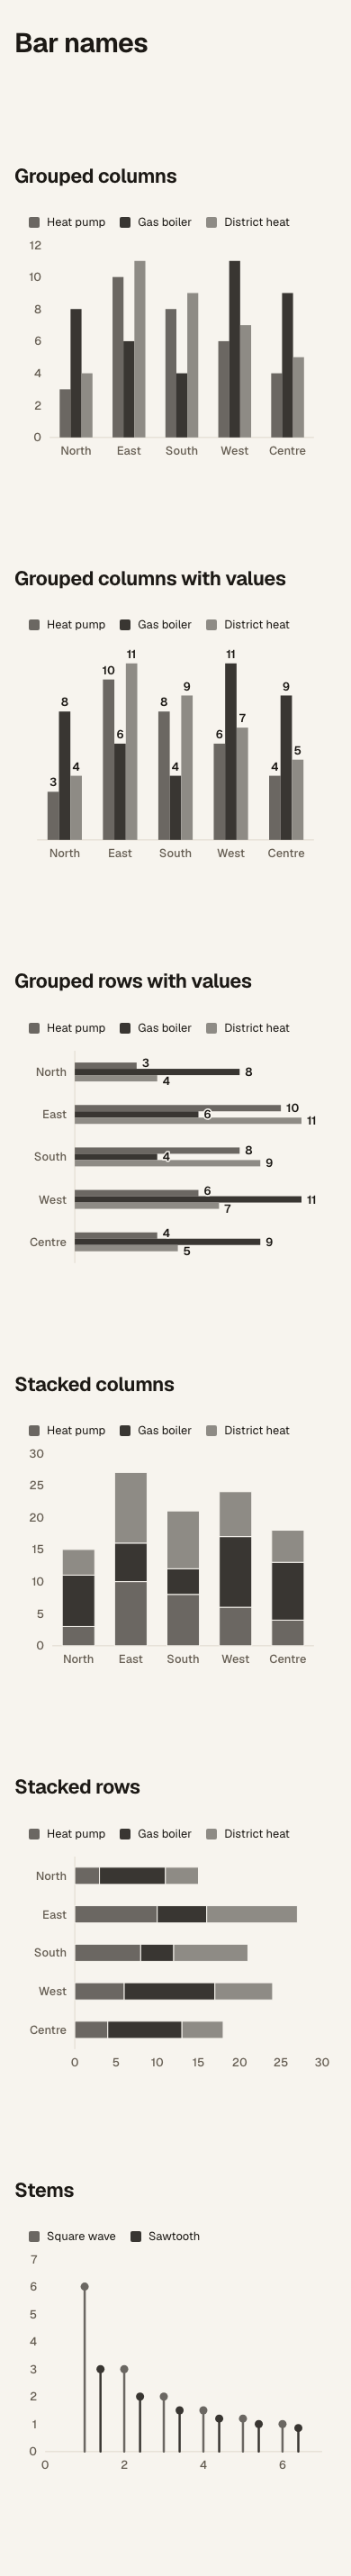 Bar names
Grouped columns
Heat pump Gas boiler District heat
12
10
8
6
4
2
0
North East South West Centre
Grouped columns with values
Heat pump Gas boiler District heat
3 8 4 10 6 11 8 4 9 6 11 7 4 9 5
North East South West Centre
Grouped rows with values
Heat pump Gas boiler District heat
3
North 8
4
10
East 6
11
8
South 4
9
6
West 11
7
4
Centre 9
5
Stacked columns
Heat pump Gas boiler District heat
30
25
20
15
10
5
0
North East South West Centre
Stacked rows
Heat pump Gas boiler District heat
North
East
South
West
Centre
0 5 10 15 20 25 30
Stems
Square wave Sawtooth
7
6
5
4
3
2
1
0
0 2 4 6